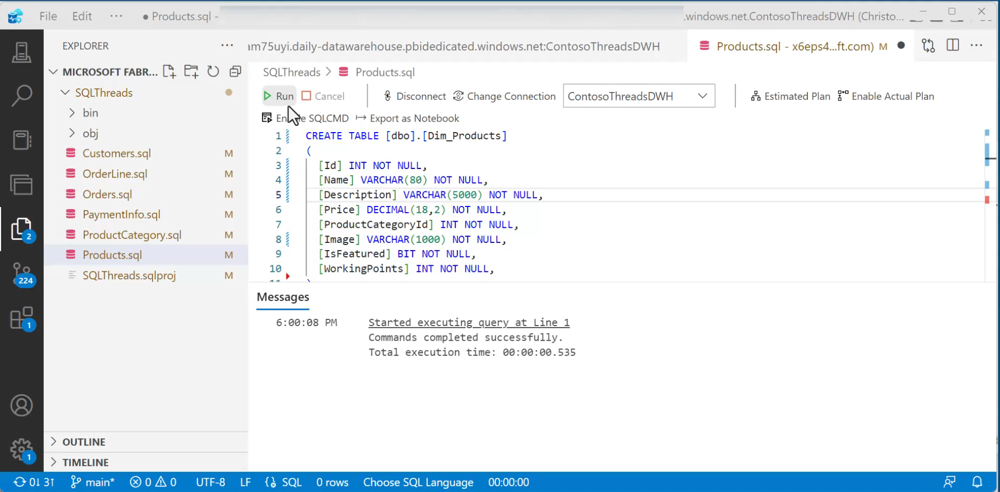 File Edit ··· ● Products.sql - .windows.net.ContosoThreadsDWH (Christo...
EXPLORER ···
am75uyi.daily-datawarehouse.pbidedicated.windows.net:ContosoThreadsDWH
Products.sql - x6eps4...ft.com) M ● ···
MICROSOFT FABR...
SQLThreads
bin
obj
Customers.sql M
OrderLine.sql M
Orders.sql M
PaymentInfo.sql M
ProductCategory.sql M
Products.sql M
SQLThreads.sqlproj M
OUTLINE
TIMELINE
2
224
1
1
SQLThreads > Products.sql
Run Cancel Disconnect Change Connection ContosoThreadsDWH Estimated Plan Enable Actual Plan
SQLCMD Export as Notebook
1 CREATE TABLE [dbo].[Dim_Products]
2 (
3 [Id] INT NOT NULL,
4 [Name] VARCHAR(80) NOT NULL,
5 [Description] VARCHAR(5000) NOT NULL,
6 [Price] DECIMAL(18,2) NOT NULL,
7 [ProductCategoryId] INT NOT NULL,
8 [Image] VARCHAR(1000) NOT NULL,
9 [IsFeatured] BIT NOT NULL,
10 [WorkingPoints] INT NOT NULL,
Messages
6:00:08 PM Started executing query at Line 1
Commands completed successfully.
Total execution time: 00:00:00.535
0↓ 3↑ main* 0 0 UTF-8 LF SQL 0 rows Choose SQL Language 00:00:00